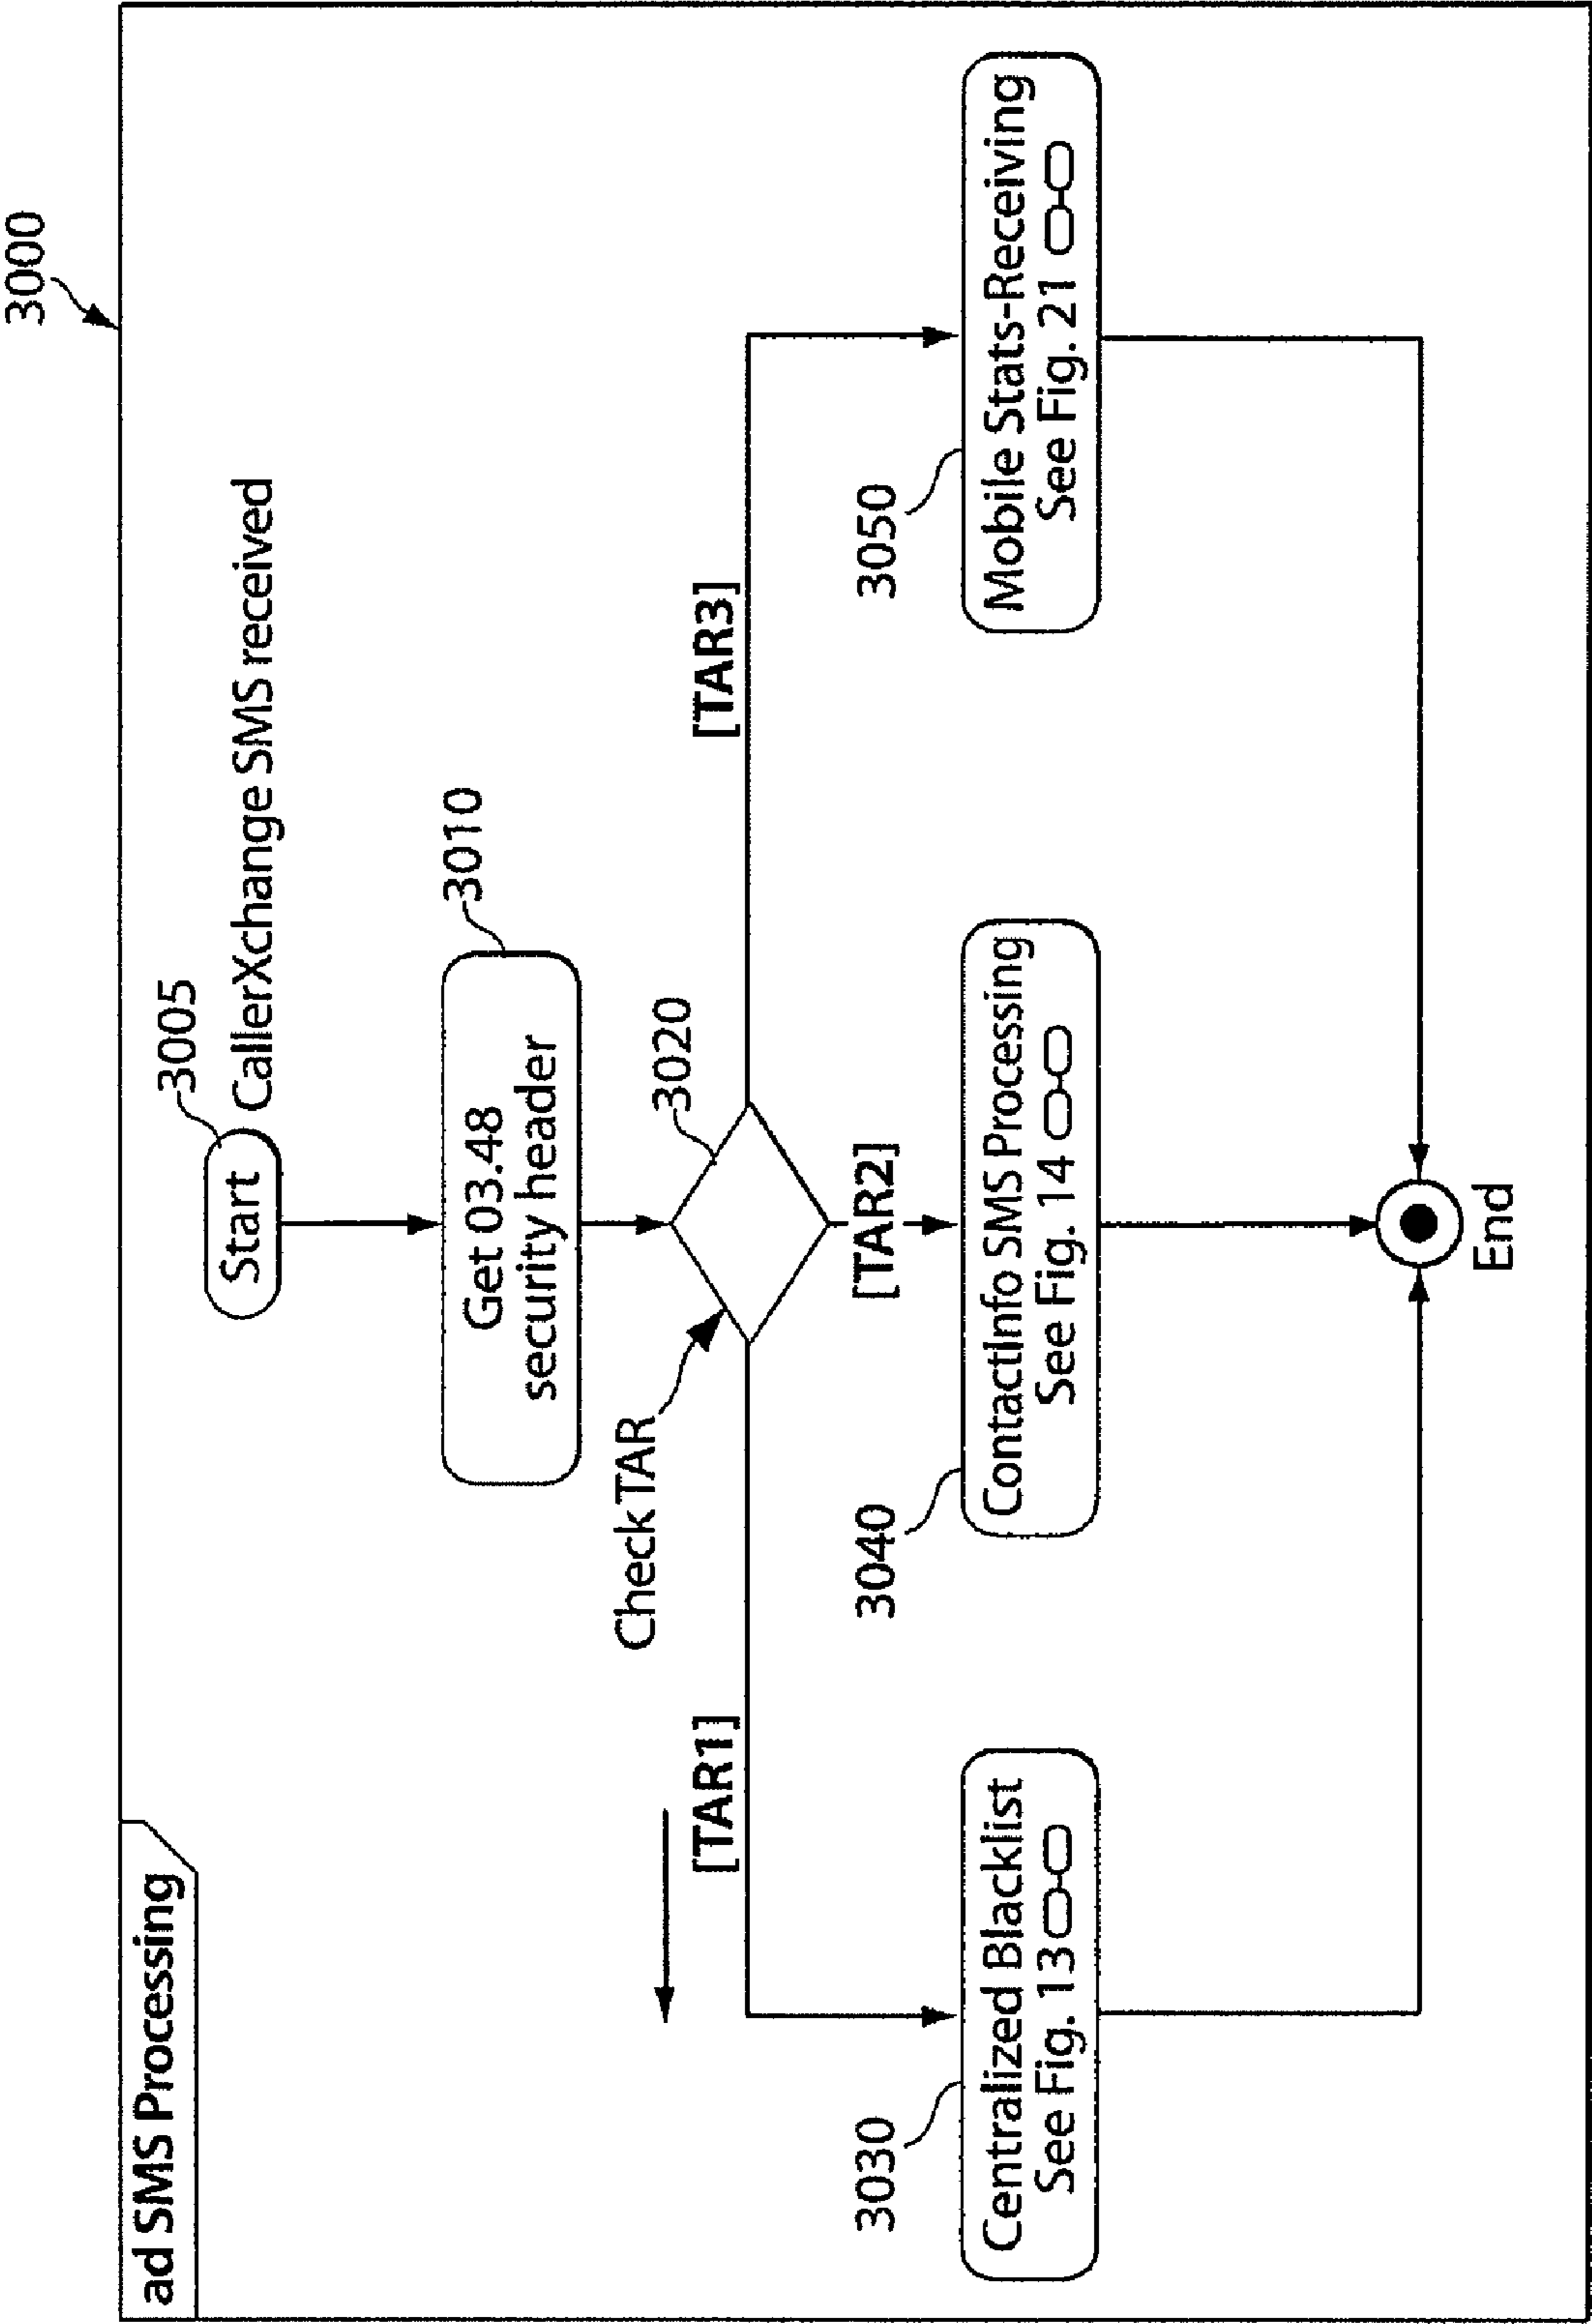 3000
ad SMS Processing
3005
Start
CallerXchange SMS received
3010
Get 03.48
security header
Check TAR
3020
[TAR1]
[TAR2]
[TAR3]
3030
Centralized Blacklist
See Fig. 13
3040
ContactInfo SMS Processing
See Fig. 14
3050
Mobile Stats-Receiving
See Fig. 21
End